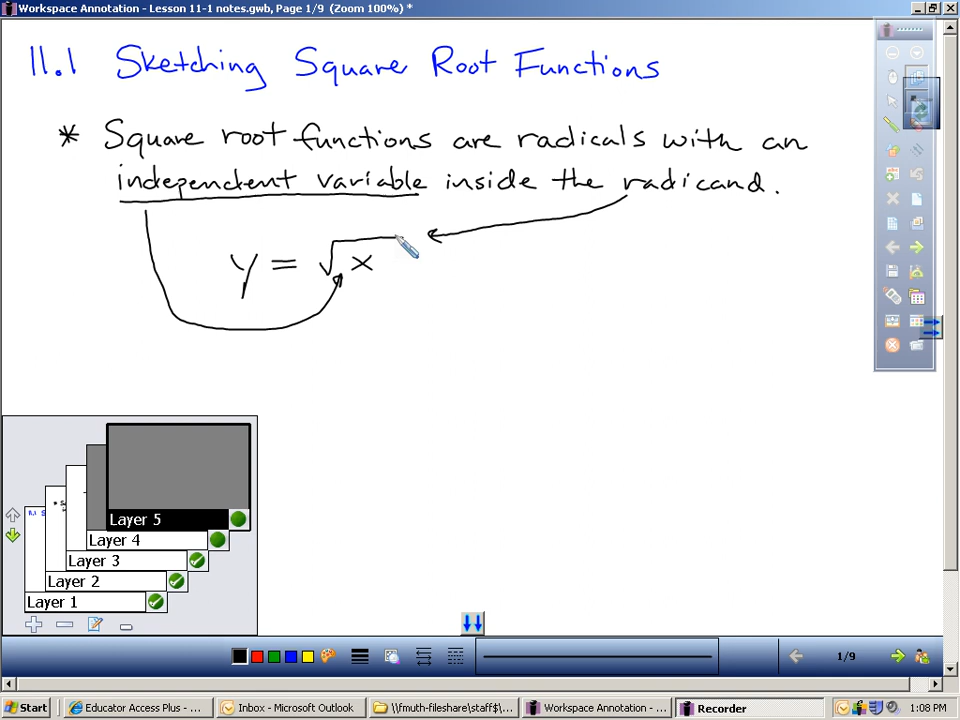 Workspace Annotation - Lesson 11-1 notes.gwb, Page 1/9 (Zoom 100%) *
11.1 Sketching Square Root Functions
* Square root functions are radicals with an
independent variable inside the radicand.
y = √x
Layer 5
Layer 4
Layer 3
Layer 2
Layer 1
1/9
Start
Educator Access Plus - ...
Inbox - Microsoft Outlook
\\fmuth-fileshare\staff$\...
Workspace Annotation - ...
Recorder
1:08 PM